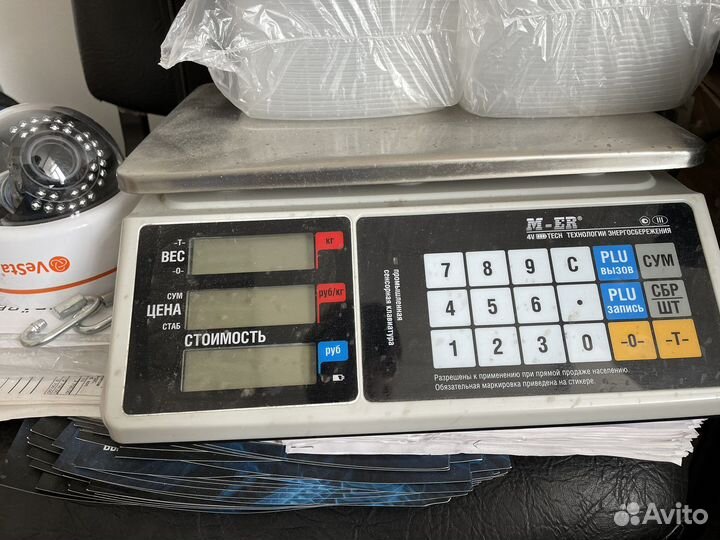 M-ER®
4V TECH ТЕХНОЛОГИИ ЭНЕРГОСБЕРЕЖЕНИЯ
III
-T-
ВЕС
-0-
кг
СУМ
ЦЕНА
СТАБ
руб/кг
СТОИМОСТЬ
руб
промышленная
сенсорная клавиатура
7 8 9 C PLU ВЫЗОВ СУМ
4 5 6 . PLU ЗАПИСЬ СБР ШТ
1 2 3 0 -0- -T-
Разрешены к применению при прямой продаже населению.
Обязательная маркировка приведена на стикере.
VeSta
Avito